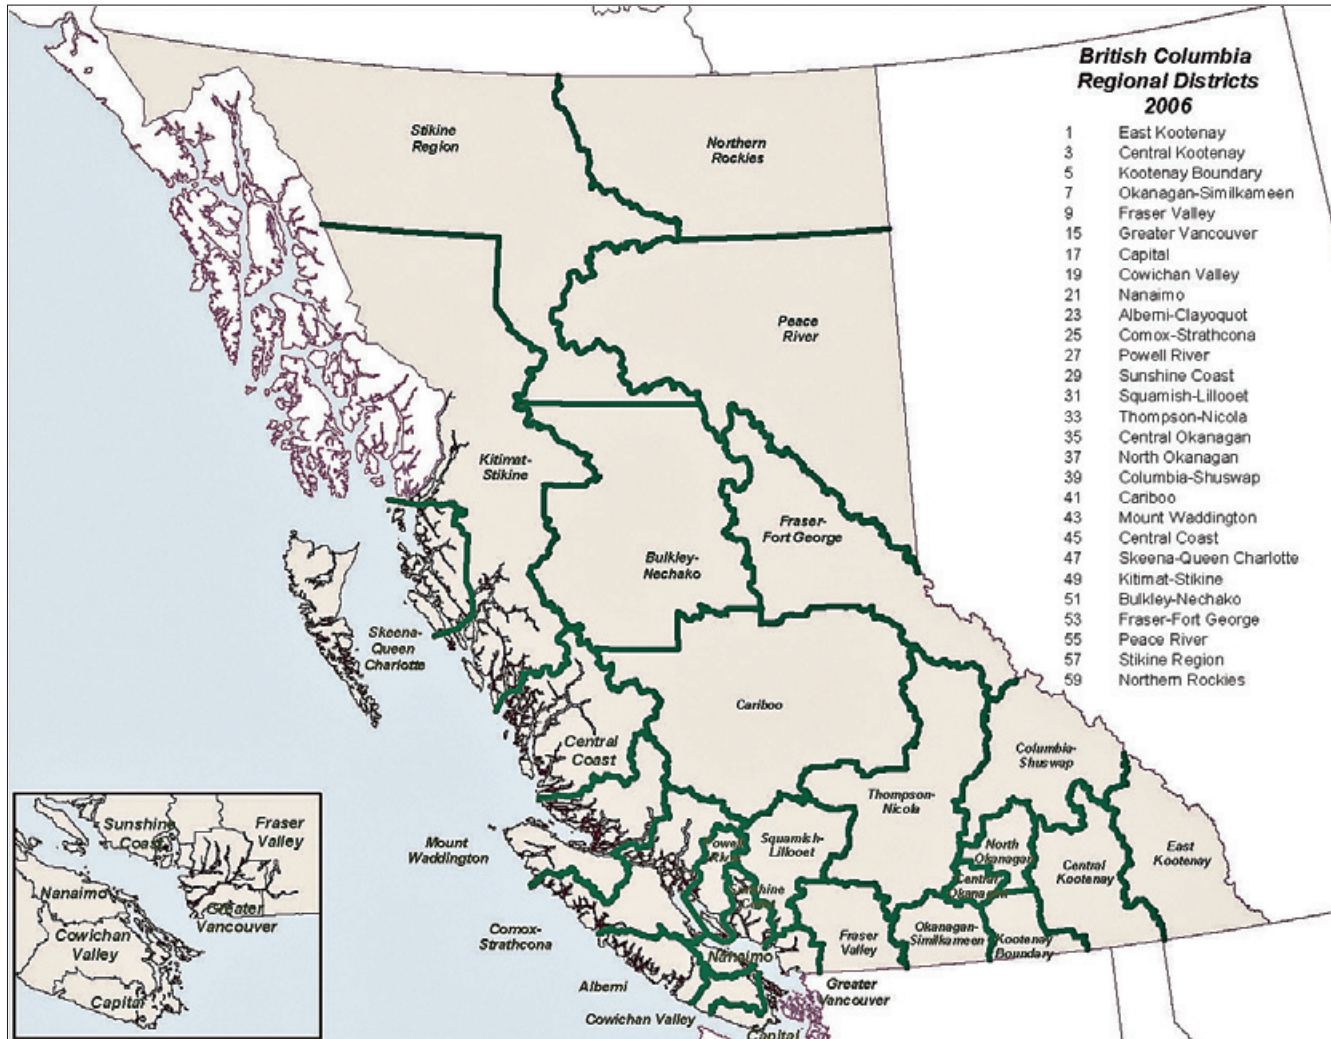 British Columbia
Regional Districts
2006
1 East Kootenay
3 Central Kootenay
5 Kootenay Boundary
7 Okanagan-Similkameen
9 Fraser Valley
15 Greater Vancouver
17 Capital
19 Cowichan Valley
21 Nanaimo
23 Alberni-Clayoquot
25 Comox-Strathcona
27 Powell River
29 Sunshine Coast
31 Squamish-Lillooet
33 Thompson-Nicola
35 Central Okanagan
37 North Okanagan
39 Columbia-Shuswap
41 Cariboo
43 Mount Waddington
45 Central Coast
47 Skeena-Queen Charlotte
49 Kitimat-Stikine
51 Bulkley-Nechako
53 Fraser-Fort George
55 Peace River
57 Stikine Region
59 Northern Rockies
Stikine
Region
Northern
Rockies
Peace
River
Kitimat-
Stikine
Fraser-
Fort George
Bulkley-
Nechako
Skeena-
Queen
Charlotte
Cariboo
Central
Coast
Columbia-
Shuswap
Thompson-
Nicola
Mount
Waddington
Powell
River
Squamish-
Lillooet
North
Okanagan
Central
Okanagan
Central
Kootenay
East
Kootenay
Sunshine
Coast
Comox-
Strathcona
Fraser
Valley
Okanagan-
Similkameen
Kootenay
Boundary
Nanaimo
Alberni
Greater
Vancouver
Cowichan Valley
Capital
Sunshine
Coast
Fraser
Valley
Nanaimo
Greater
Vancouver
Cowichan
Valley
Capital